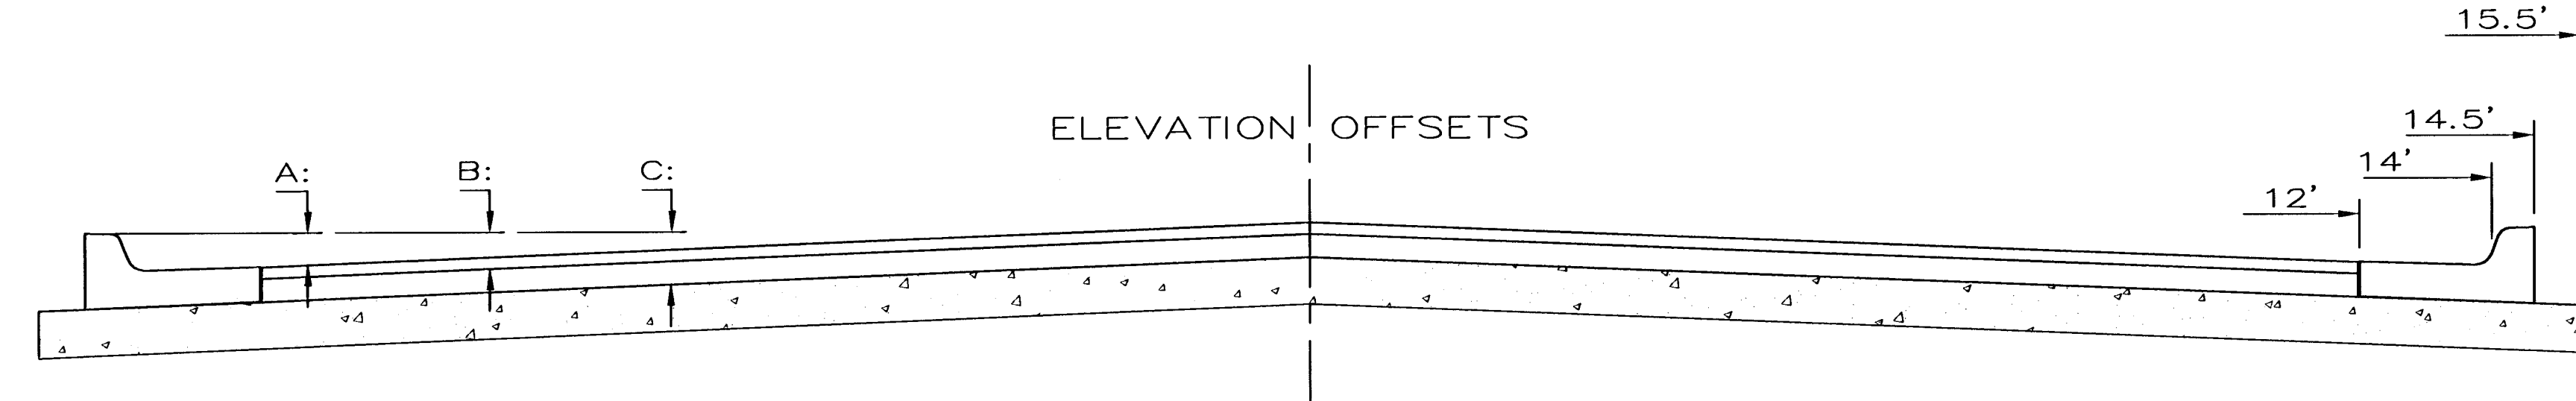 15.5'
ELEVATION OFFSETS
14.5'
14'
A:
B:
C:
12'